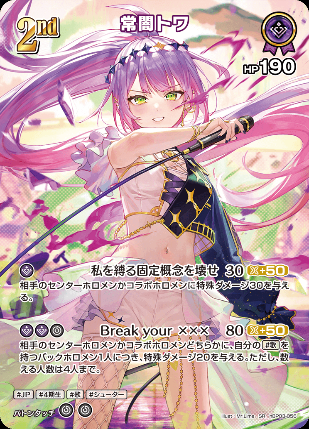 2nd
常闇トワ
HP190
私を縛る固定概念を壊せ 30 +50
相手のセンターホロメンかコラボホロメンに特殊ダメージ30を与え
る。
Break your ××× 80 +50
相手のセンターホロメンかコラボホロメンどちらかに、自分の#歌を
持つバックホロメン1人につき、特殊ダメージ20を与える。ただし、数
える人数は4人まで。
#JP #4期生 #歌 #シューター
バトンタッチ